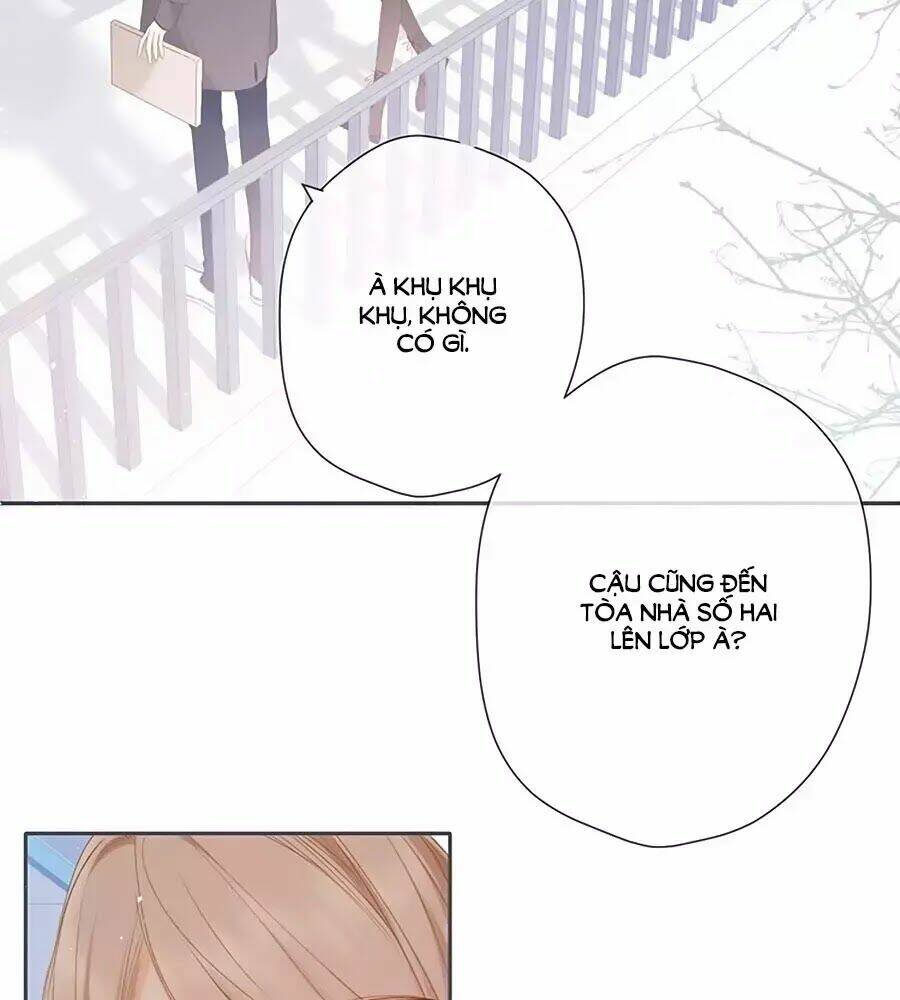 À KHỤ KHỤ
KHỤ, KHÔNG
CÓ GÌ.
CẬU CŨNG ĐẾN
TÒA NHÀ SỐ HAI
LÊN LỚP À?